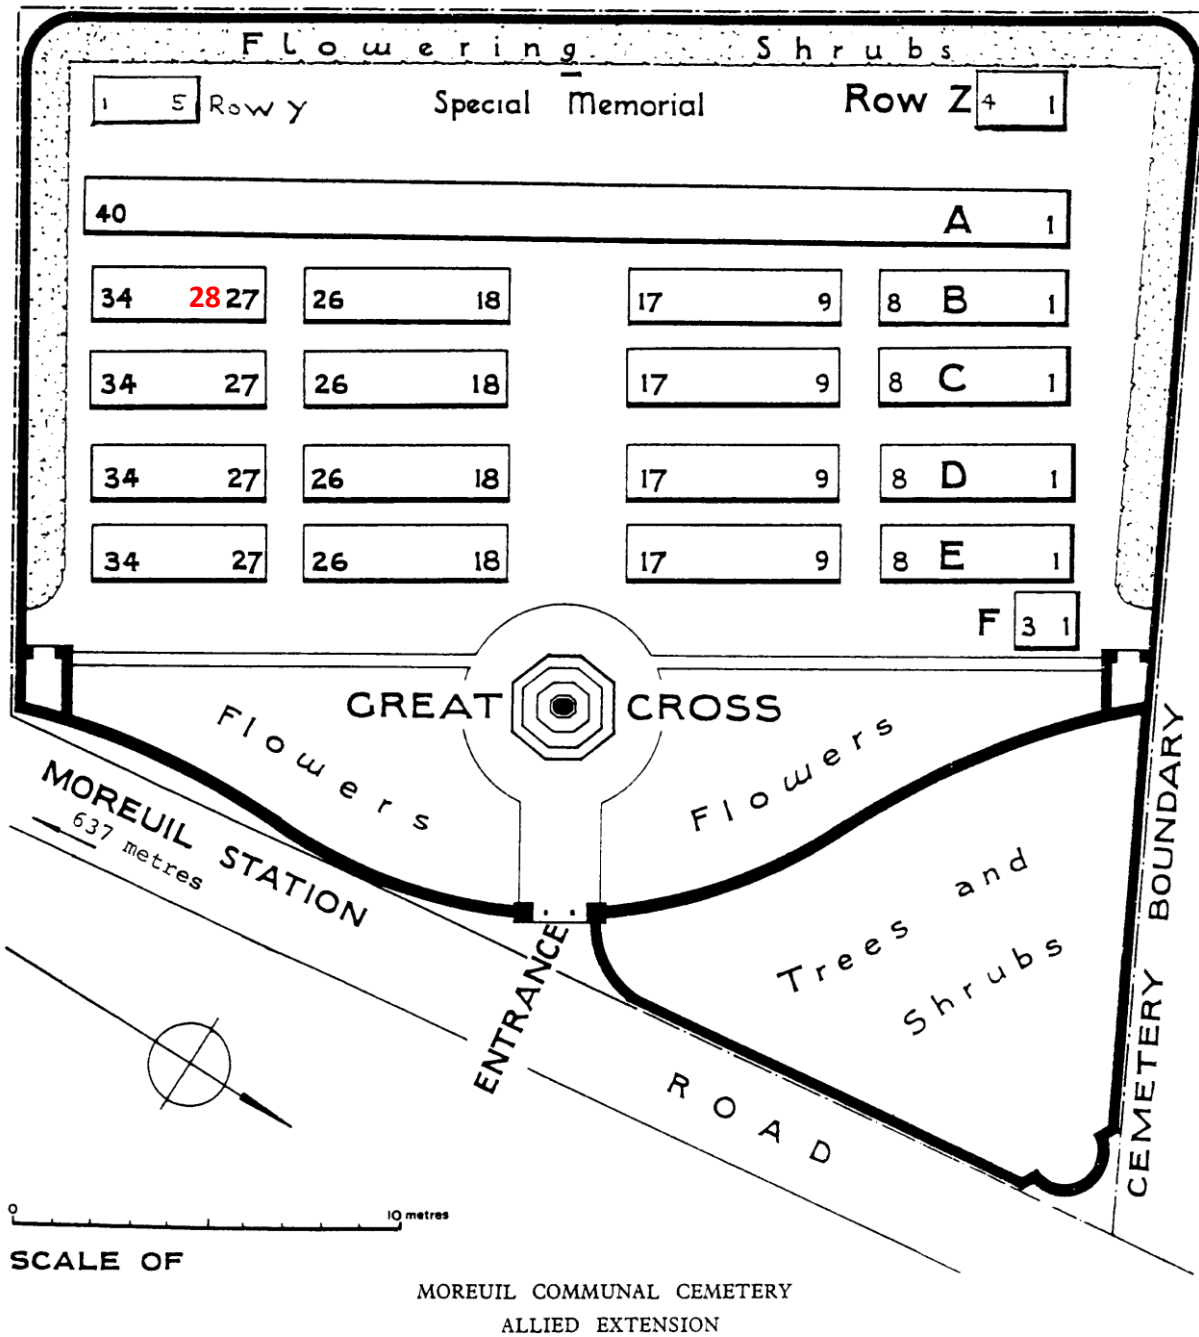 Flowering Shrubs
1 5 Row Y Special Memorial Row Z 4 1
40 A 1
34 28 27 26 18 17 9 8 B 1
34 27 26 18 17 9 8 C 1
34 27 26 18 17 9 8 D 1
34 27 26 18 17 9 8 E 1
F 3 1
GREAT CROSS
Flowers
Flowers
MOREUIL STATION
637 metres
ENTRANCE
ROAD
Trees and
Shrubs
CEMETERY BOUNDARY
0 10 metres
SCALE OF
MOREUIL COMMUNAL CEMETERY
ALLIED EXTENSION